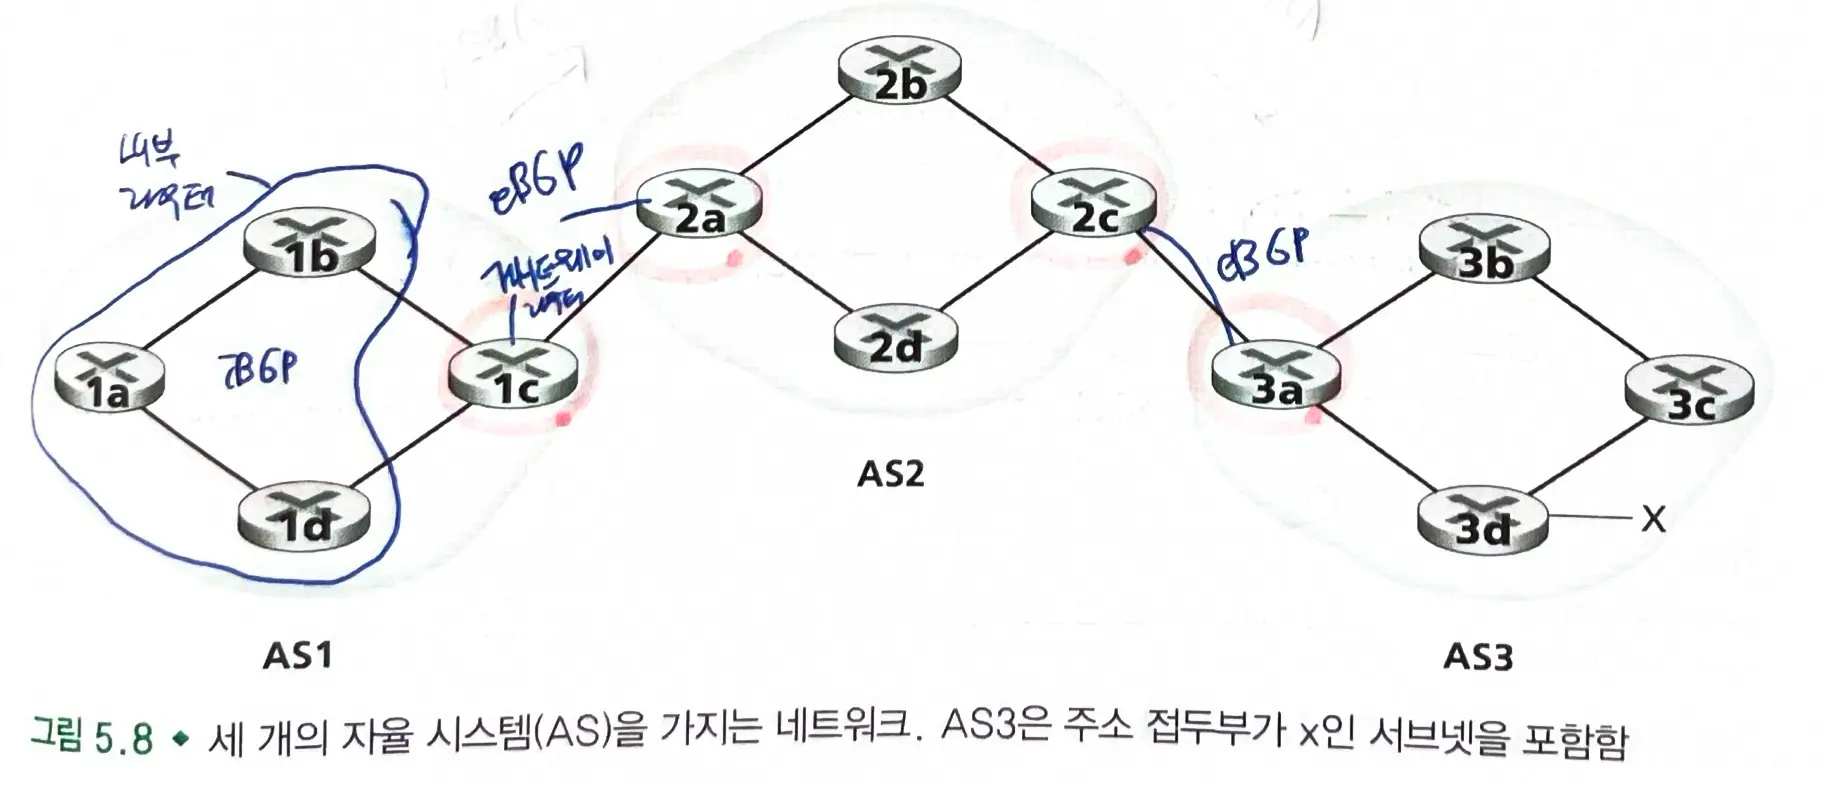 2b
내부
라우터
eBGP
2a
2c
eBGP
1b
게이트웨이
라우터
3b
2d
1a
iBGP
1c
3a
3c
AS2
1d
3d
X
AS1
AS3
그림 5.8 ◆ 세 개의 자율 시스템(AS)을 가지는 네트워크. AS3은 주소 접두부가 x인 서브넷을 포함함